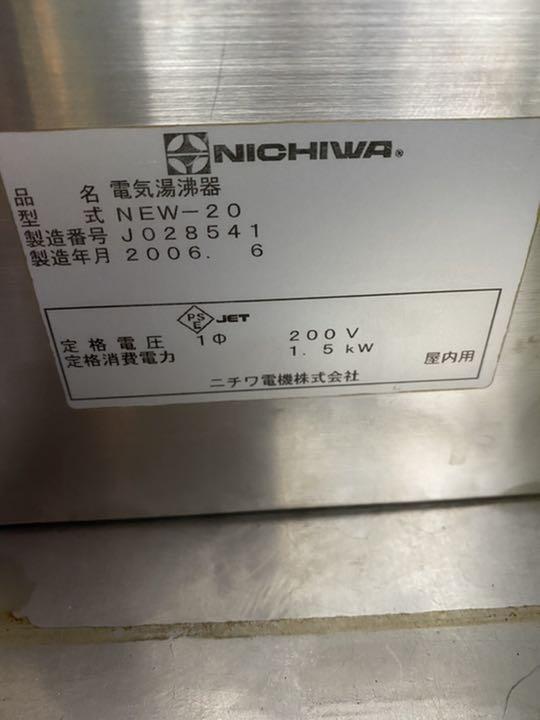 NICHIWA®
品 名 電気湯沸器
型 式 NEW-20
製造番号 J028541
製造年月 2006. 6
PS E JET
定格電圧 1Φ 200V
定格消費電力 1.5kW 屋内用
ニチワ電機株式会社